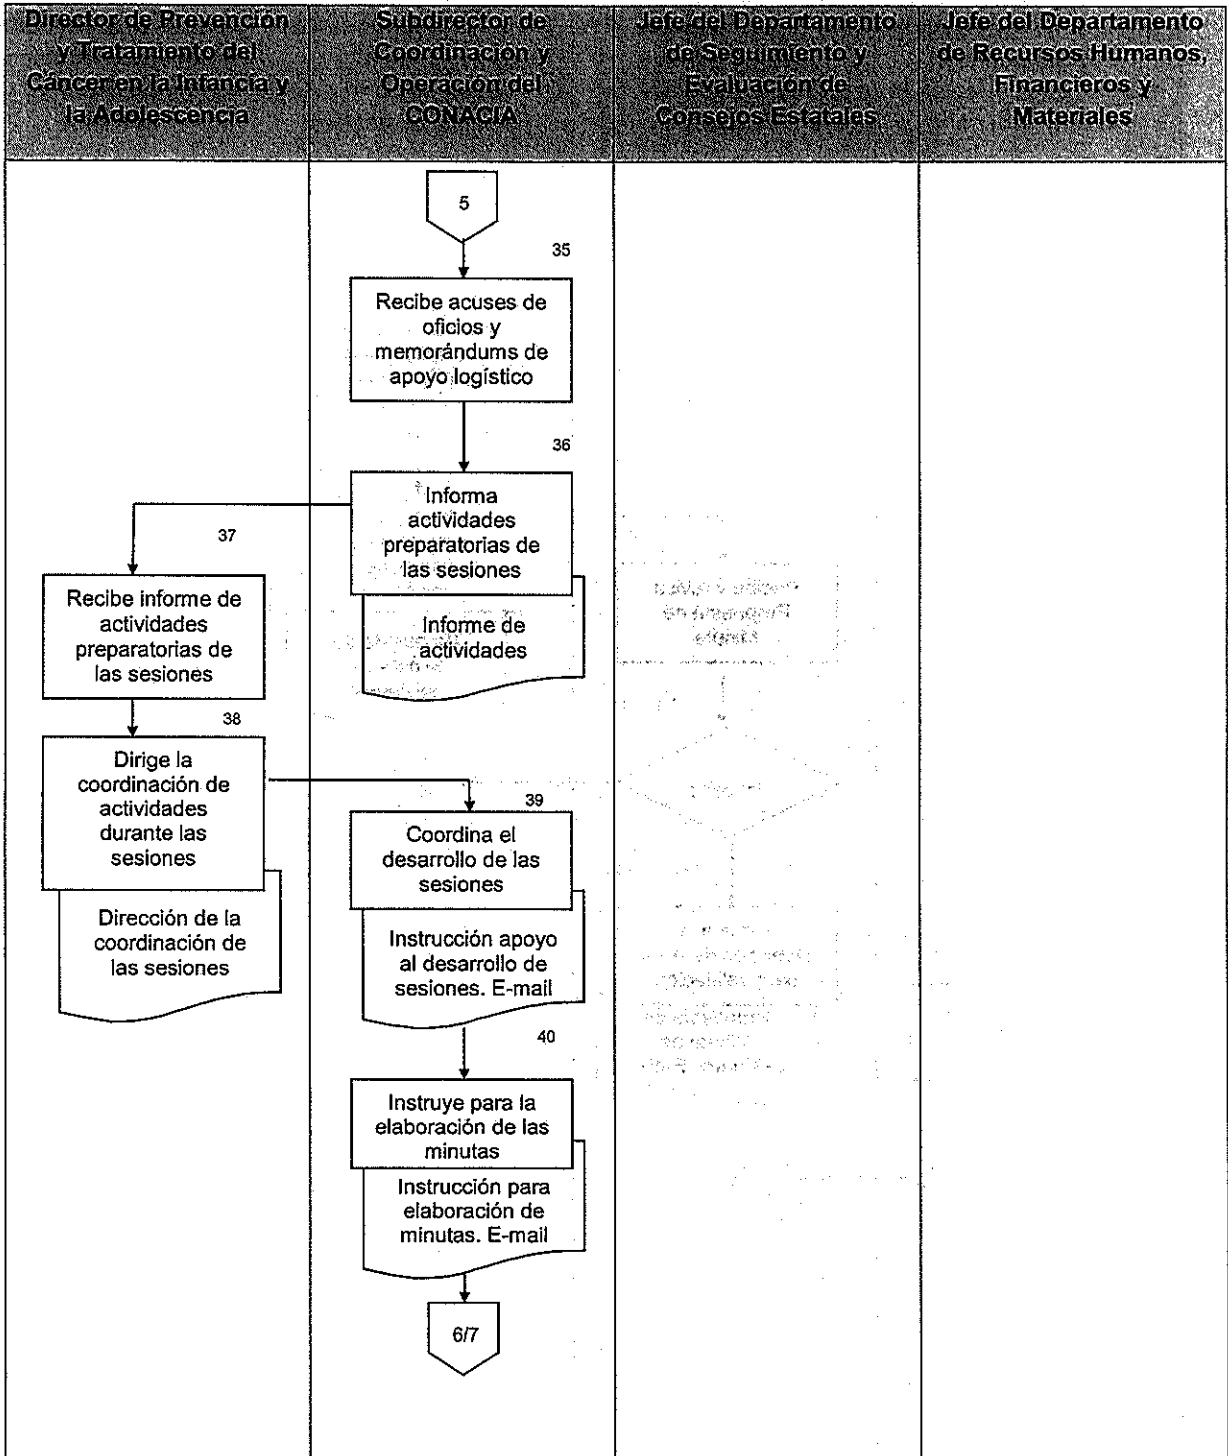 Director de Prevención
y Tratamiento del
Cáncer en la Infancia y
la Adolescencia
Subdirector de
Coordinación y
Operación del
CONACIA
Jefe del Departamento
de Seguimiento y
Evaluación de
Consejos Estatales
Jefe del Departamento
de Recursos Humanos,
Financieros y
Materiales
5
35
Recibe acuses de
oficios y
memorándums de
apoyo logístico
36
Informa
actividades
preparatorias de
las sesiones
Informe de
actividades
37
Recibe informe de
actividades
preparatorias de
las sesiones
38
Dirige la
coordinación de
actividades
durante las
sesiones
Dirección de la
coordinación de
las sesiones
39
Coordina el
desarrollo de las
sesiones
Instrucción apoyo
al desarrollo de
sesiones. E-mail
40
Instruye para la
elaboración de las
minutas
Instrucción para
elaboración de
minutas. E-mail
6/7